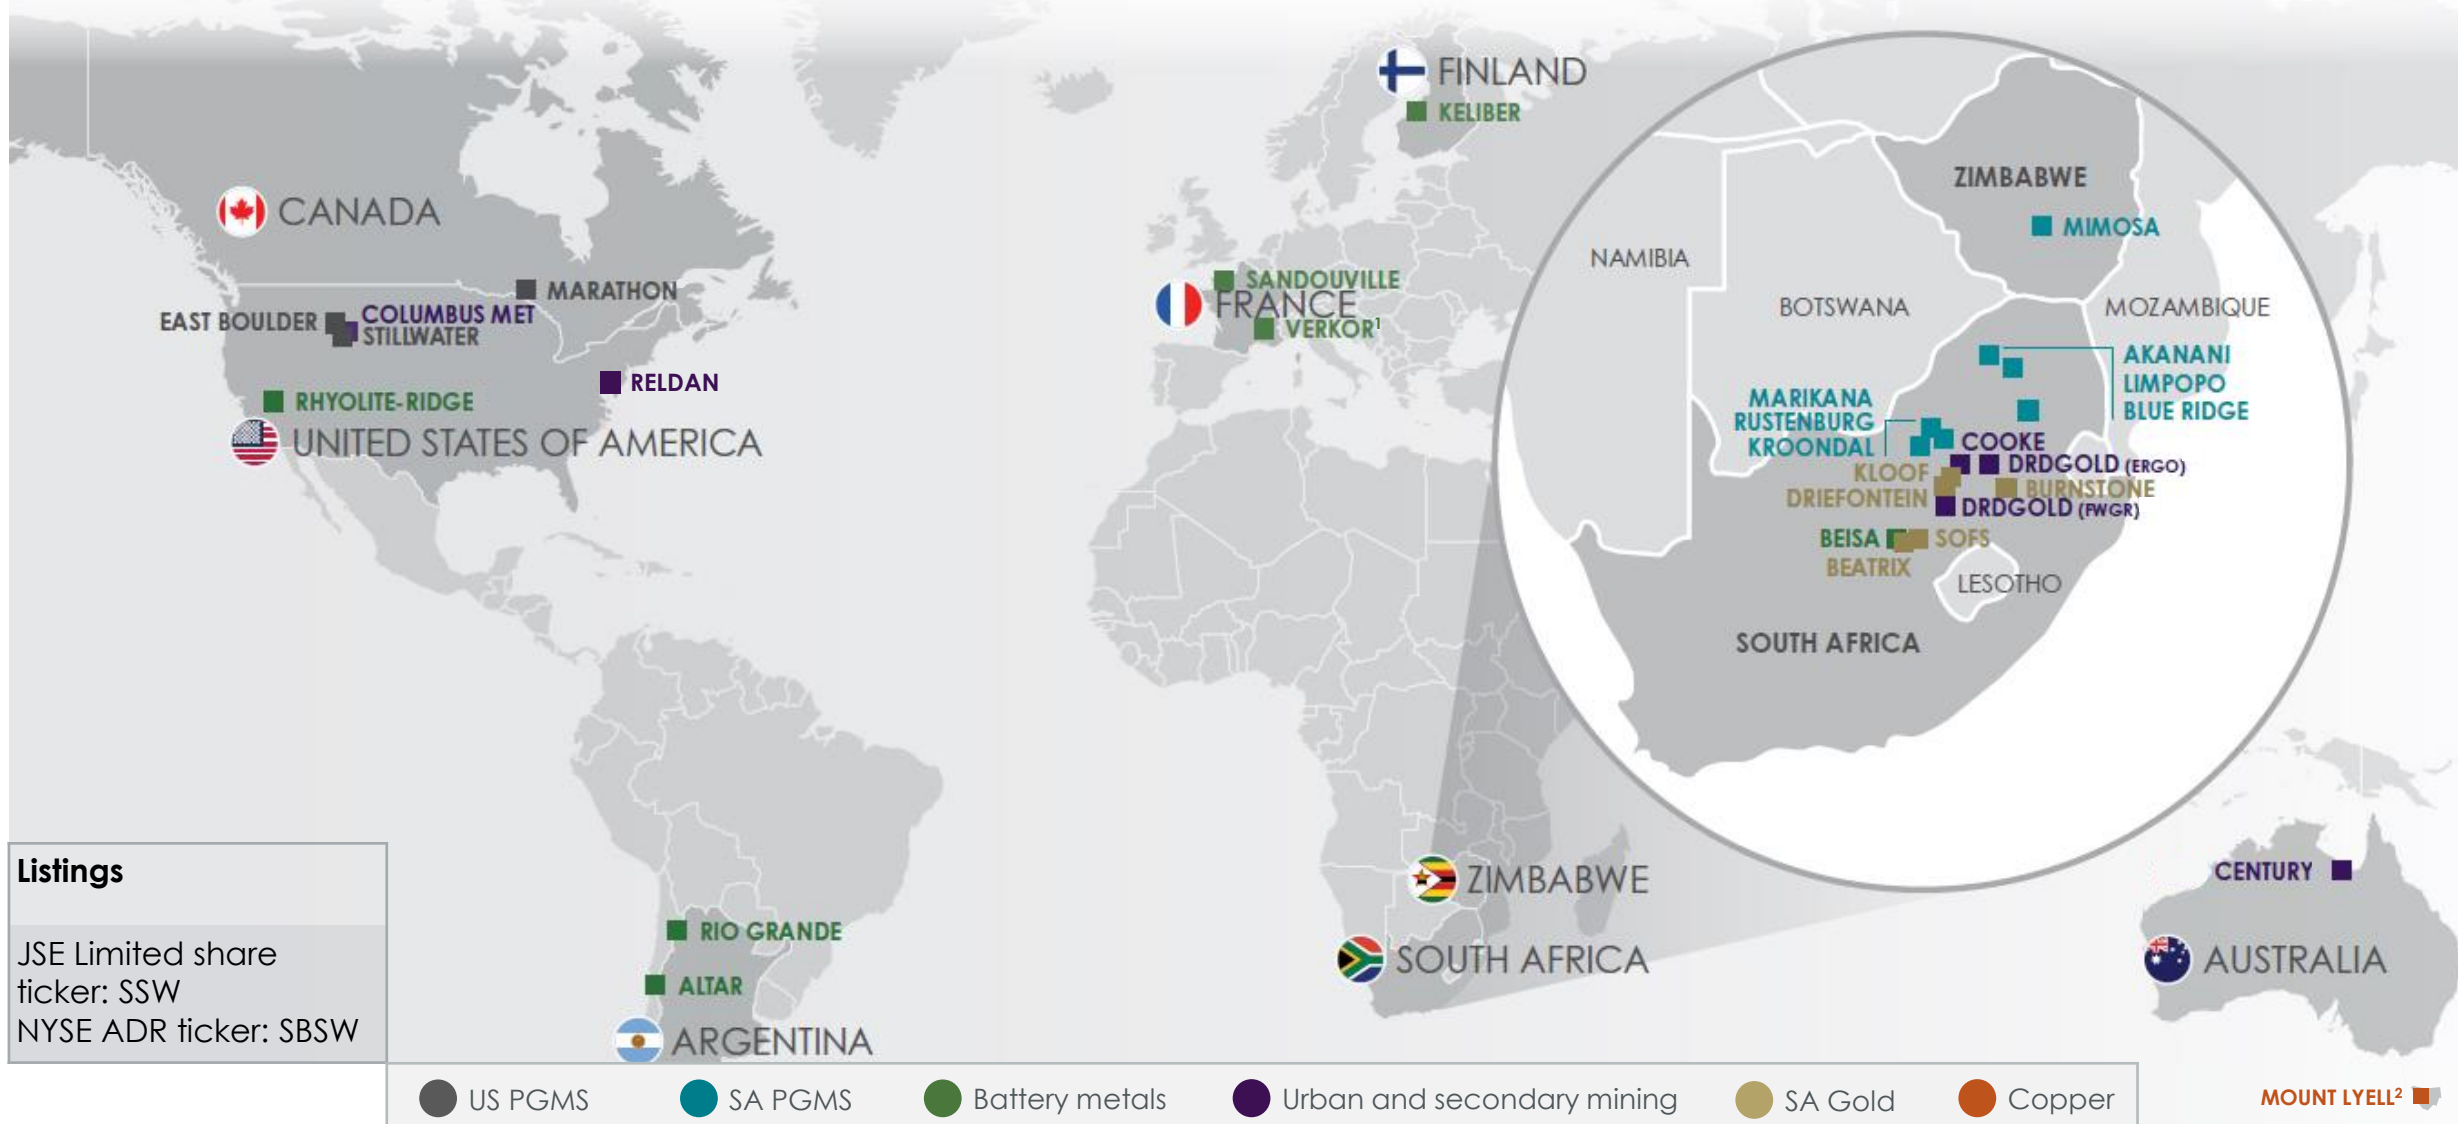 FINLAND
KELIBER
CANADA
MARATHON
EAST BOULDER
COLUMBUS MET
STILLWATER
RELDAN
RHYOLITE-RIDGE
UNITED STATES OF AMERICA
SANDOUVILLE
FRANCE
VERKOR¹
ZIMBABWE
MIMOSA
NAMIBIA
BOTSWANA
MOZAMBIQUE
AKANANI
LIMPOPO
BLUE RIDGE
MARIKANA
RUSTENBURG
KROONDAL
COOKE
DRDGOLD (ERGO)
KLOOF
BURNSTONE
DRIEFONTEIN
DRDGOLD (FWGR)
BEISA
SOFS
BEATRIX
LESOTHO
SOUTH AFRICA
ZIMBABWE
SOUTH AFRICA
CENTURY
AUSTRALIA
RIO GRANDE
ALTAR
ARGENTINA
Listings
JSE Limited share
ticker: SSW
NYSE ADR ticker: SBSW
US PGMS
SA PGMS
Battery metals
Urban and secondary mining
SA Gold
Copper
MOUNT LYELL²